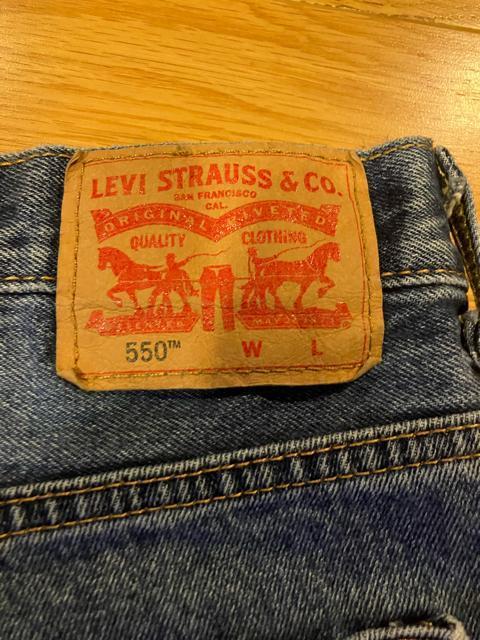 LEVI STRAUSS & CO.
SAN FRANCISCO
CAL.
ORIGINAL RIVETED
QUALITY CLOTHING
550™ W L